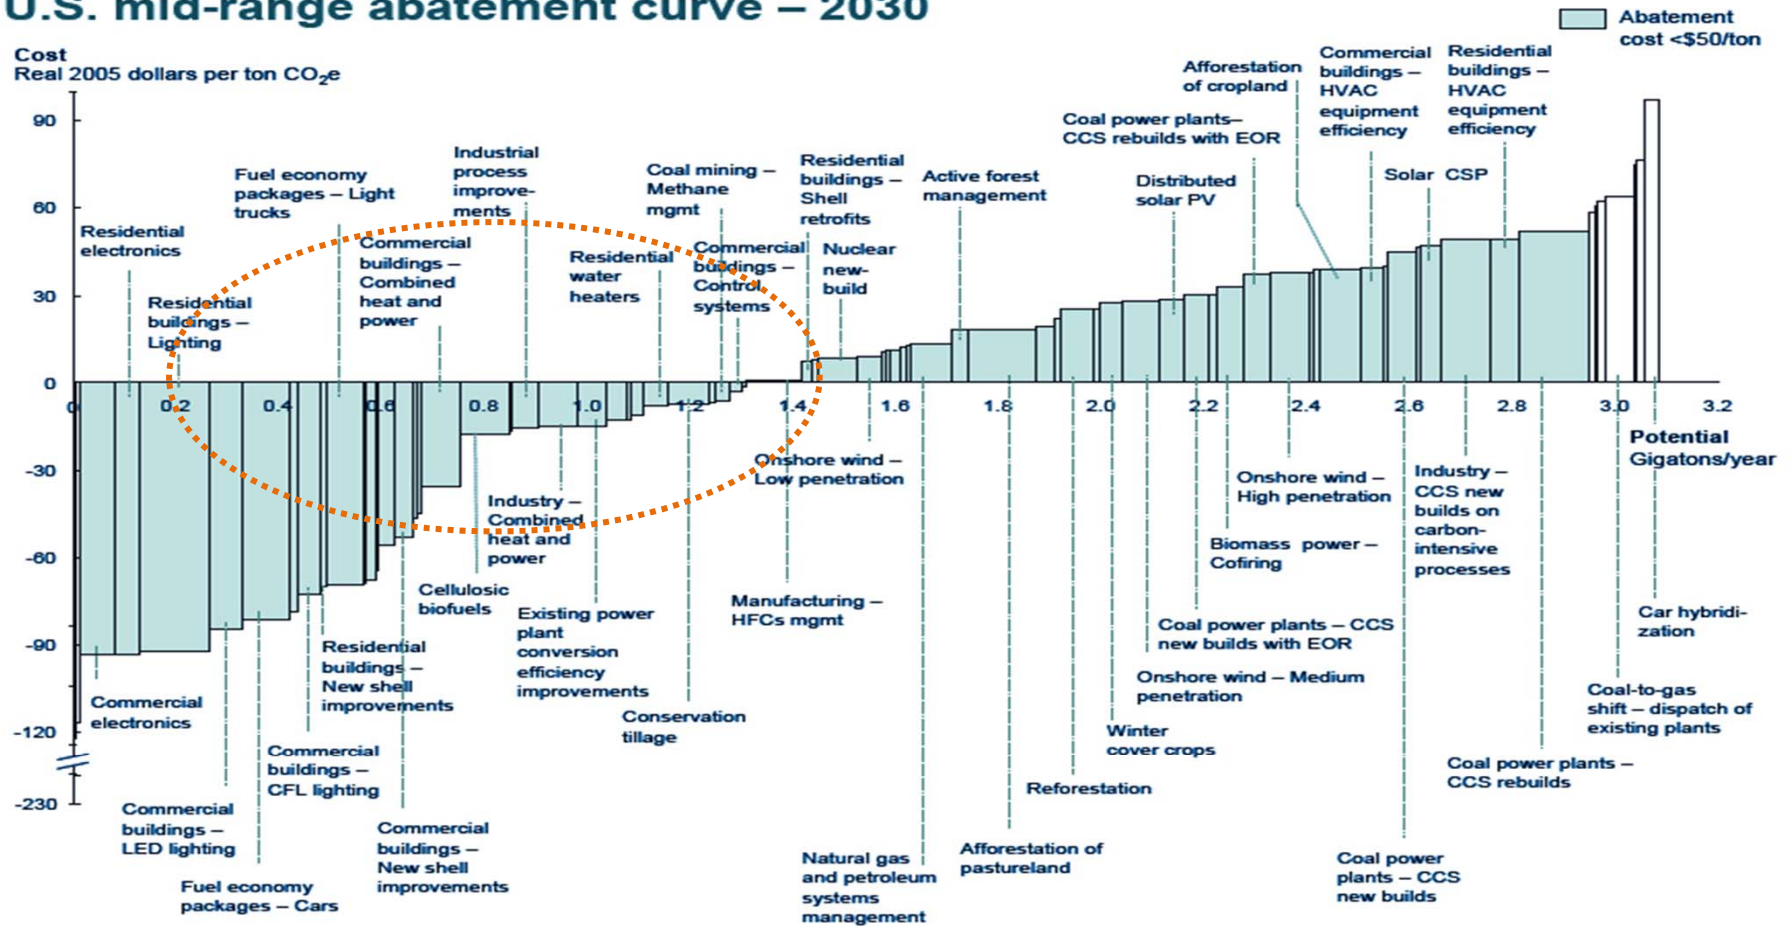 U.S. mid-range abatement curve – 2030
Abatement
cost <$50/ton
Cost
Real 2005 dollars per ton CO₂e
90
60
30
0
-30
-60
-90
-120
-230
0
0.2
0.4
0.6
0.8
1.0
1.2
1.4
1.6
1.8
2.0
2.2
2.4
2.6
2.8
3.0
3.2
Potential
Gigatons/year
Residential
electronics
Residential
buildings –
Lighting
Fuel economy
packages – Light
trucks
Commercial
buildings –
Combined
heat and
power
Industrial
process
improve-
ments
Residential
water
heaters
Coal mining –
Methane
mgmt
Commercial
buildings –
Control
systems
Residential
buildings –
Shell
retrofits
Nuclear
new-
build
Active forest
management
Coal power plants–
CCS rebuilds with EOR
Distributed
solar PV
Afforestation
of cropland
Commercial
buildings –
HVAC
equipment
efficiency
Solar CSP
Residential
buildings –
HVAC
equipment
efficiency
Commercial
electronics
Commercial
buildings –
LED lighting
Fuel economy
packages – Cars
Commercial
buildings –
CFL lighting
Residential
buildings –
New shell
improvements
Commercial
buildings –
New shell
improvements
Cellulosic
biofuels
Industry –
Combined
heat and
power
Existing power
plant
conversion
efficiency
improvements
Conservation
tillage
Manufacturing –
HFCs mgmt
Onshore wind –
Low penetration
Natural gas
and petroleum
systems
management
Afforestation of
pastureland
Reforestation
Winter
cover crops
Onshore wind – Medium
penetration
Coal power plants – CCS
new builds with EOR
Biomass power –
Cofiring
Onshore wind –
High penetration
Coal power
plants – CCS
new builds
Industry –
CCS new
builds on
carbon-
intensive
processes
Coal power plants –
CCS rebuilds
Coal-to-gas
shift – dispatch of
existing plants
Car hybridi-
zation